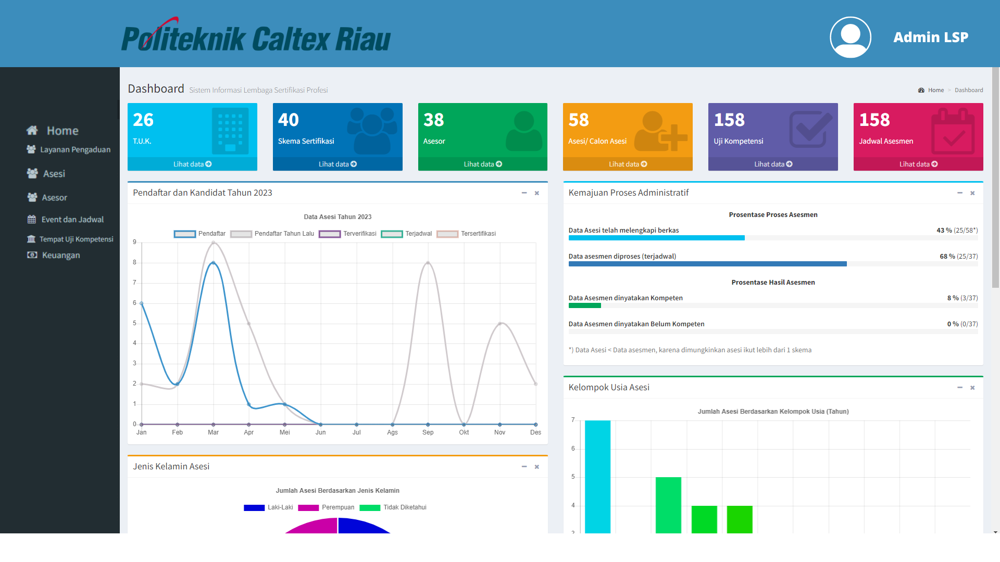 Politeknik Caltex Riau
Admin LSP
Home
Layanan Pengaduan
Asesi
Asesor
Event dan Jadwal
Tempat Uji Kompetensi
Keuangan
Dashboard Sistem Informasi Lembaga Sertifikasi Profesi
Home > Dashboard
26
T.U.K.
Lihat data
40
Skema Sertifikasi
Lihat data
38
Asesor
Lihat data
58
Asesi/ Calon Asesi
Lihat data
158
Uji Kompetensi
Lihat data
158
Jadwal Asesmen
Lihat data
Pendaftar dan Kandidat Tahun 2023
Data Asesi Tahun 2023
Pendaftar Pendaftar Tahun Lalu Terverifikasi Terjadwal Tersertifikasi
9
8
7
6
5
4
3
2
1
0
Jan Feb Mar Apr Mei Jun Jul Ags Sep Okt Nov Des
Kemajuan Proses Administratif
Prosentase Proses Asesmen
Data Asesi telah melengkapi berkas 43 % (25/58*)
Data asesmen diproses (terjadwal) 68 % (25/37)
Prosentase Hasil Asesmen
Data Asesmen dinyatakan Kompeten 8 % (3/37)
Data Asesmen dinyatakan Belum Kompeten 0 % (0/37)
*) Data Asesi < Data asesmen, karena dimungkinkan asesi ikut lebih dari 1 skema
Jenis Kelamin Asesi
Jumlah Asesi Berdasarkan Jenis Kelamin
Laki-Laki Perempuan Tidak Diketahui
Kelompok Usia Asesi
Jumlah Asesi Berdasarkan Kelompok Usia (Tahun)
7
6
5
4
3